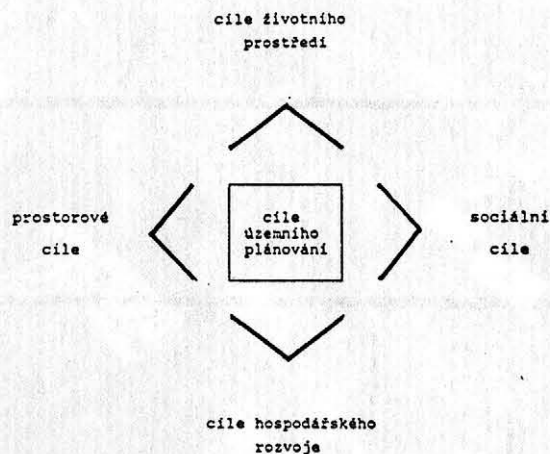 cíle životního
prostředí
prostorové
cíle
cíle
územního
plánování
sociální
cíle
cíle hospodářského
rozvoje